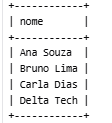 +-------------+
| nome        |
+-------------+
| Ana Souza   |
| Bruno Lima  |
| Carla Dias  |
| Delta Tech  |
+-------------+